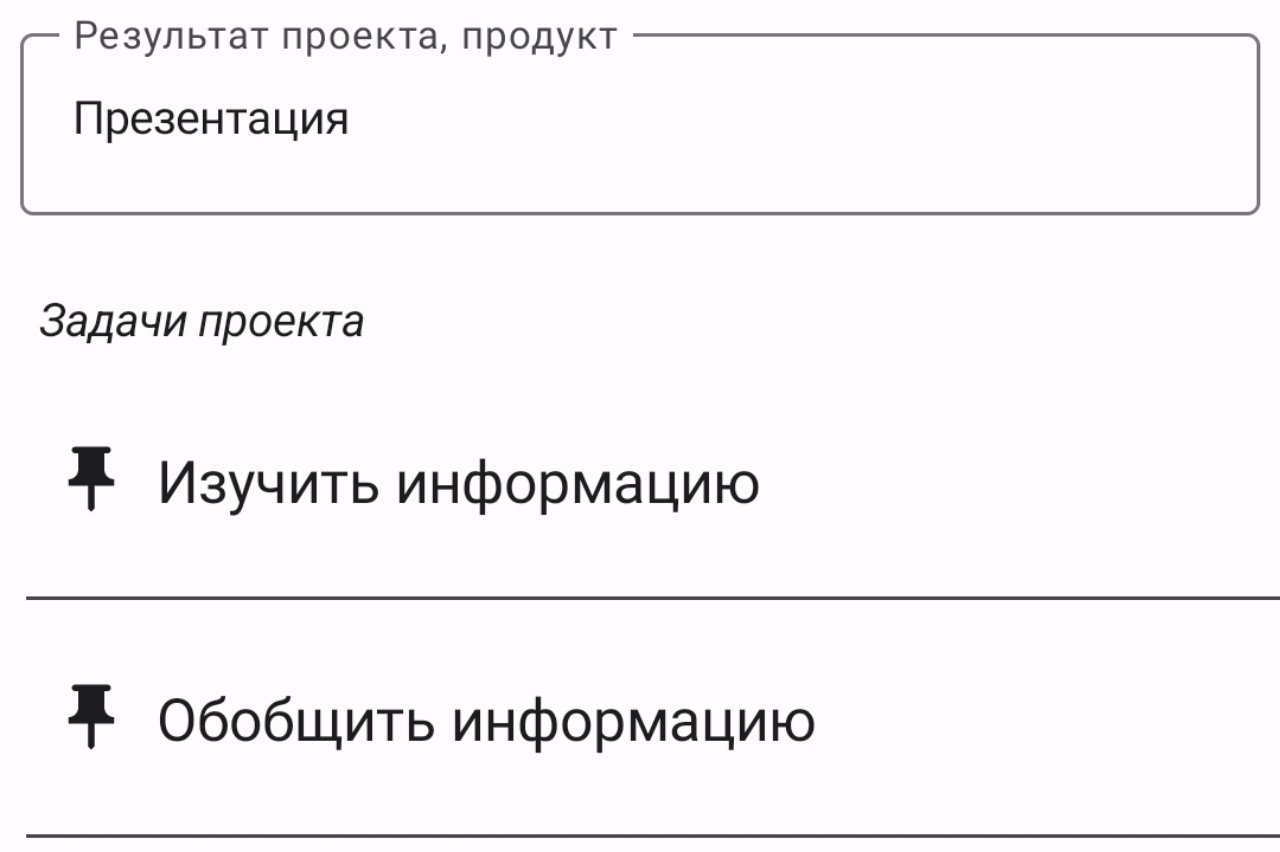 Результат проекта, продукт
Презентация
Задачи проекта
Изучить информацию
Обобщить информацию